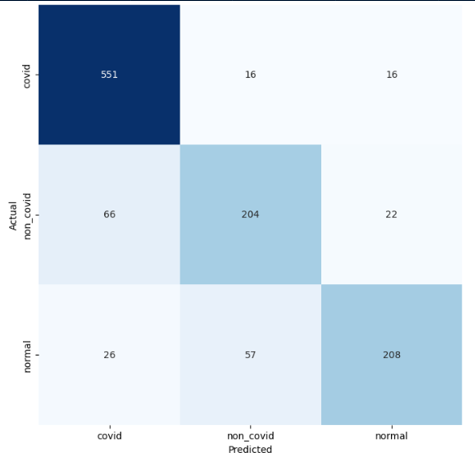 covid
551 16 16
Actual
non_covid
66 204 22
normal
26 57 208
covid non_covid normal
Predicted